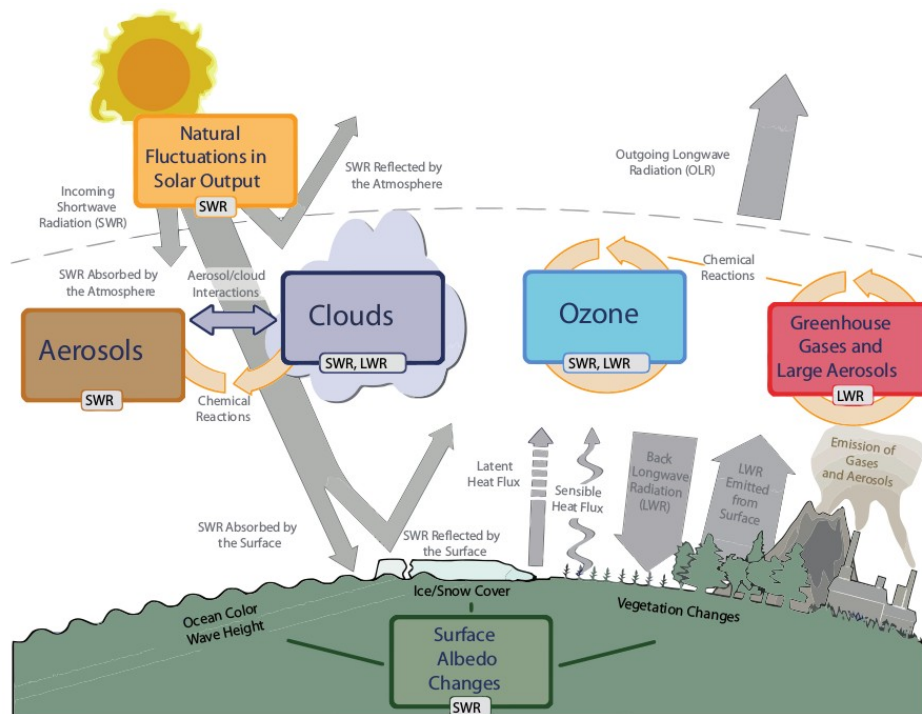 Natural
Fluctuations in
Solar Output
SWR
Incoming
Shortwave
Radiation (SWR)
SWR Reflected by
the Atmosphere
Outgoing Longwave
Radiation (OLR)
SWR Absorbed by
the Atmosphere
Aerosol/cloud
Interactions
Chemical
Reactions
Aerosols
SWR
Clouds
SWR, LWR
Ozone
SWR, LWR
Greenhouse
Gases and
Large Aerosols
LWR
Chemical
Reactions
Latent
Heat Flux
Sensible
Heat Flux
Back
Longwave
Radiation
(LWR)
LWR
Emitted
from
Surface
Emission of
Gases
and Aerosols
SWR Absorbed by
the Surface
SWR Reflected by
the Surface
Ice/Snow Cover
Ocean Color
Wave Height
Vegetation Changes
Surface
Albedo
Changes
SWR